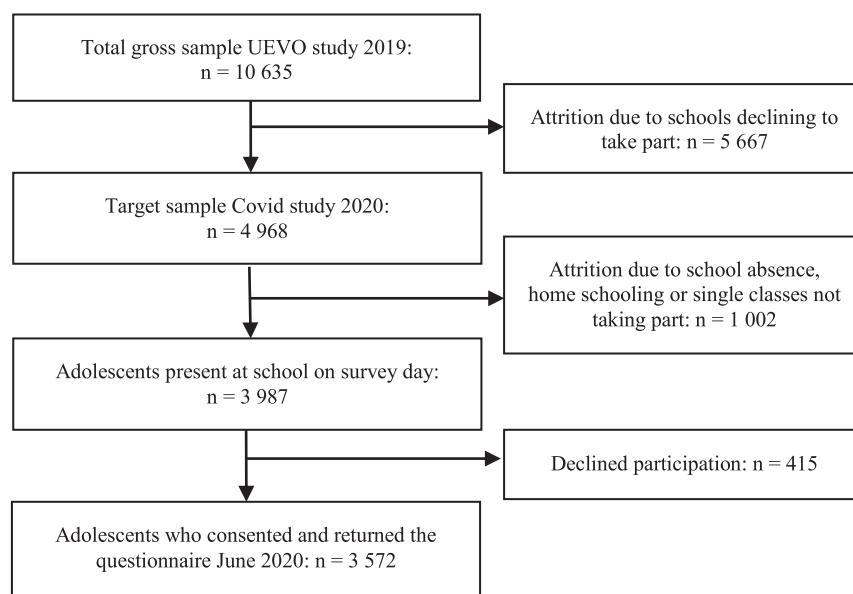 Total gross sample UEVO study 2019:
n = 10 635
Attrition due to schools declining to
take part: n = 5 667
Target sample Covid study 2020:
n = 4 968
Attrition due to school absence,
home schooling or single classes not
taking part: n = 1 002
Adolescents present at school on survey day:
n = 3 987
Declined participation: n = 415
Adolescents who consented and returned the
questionnaire June 2020: n = 3 572